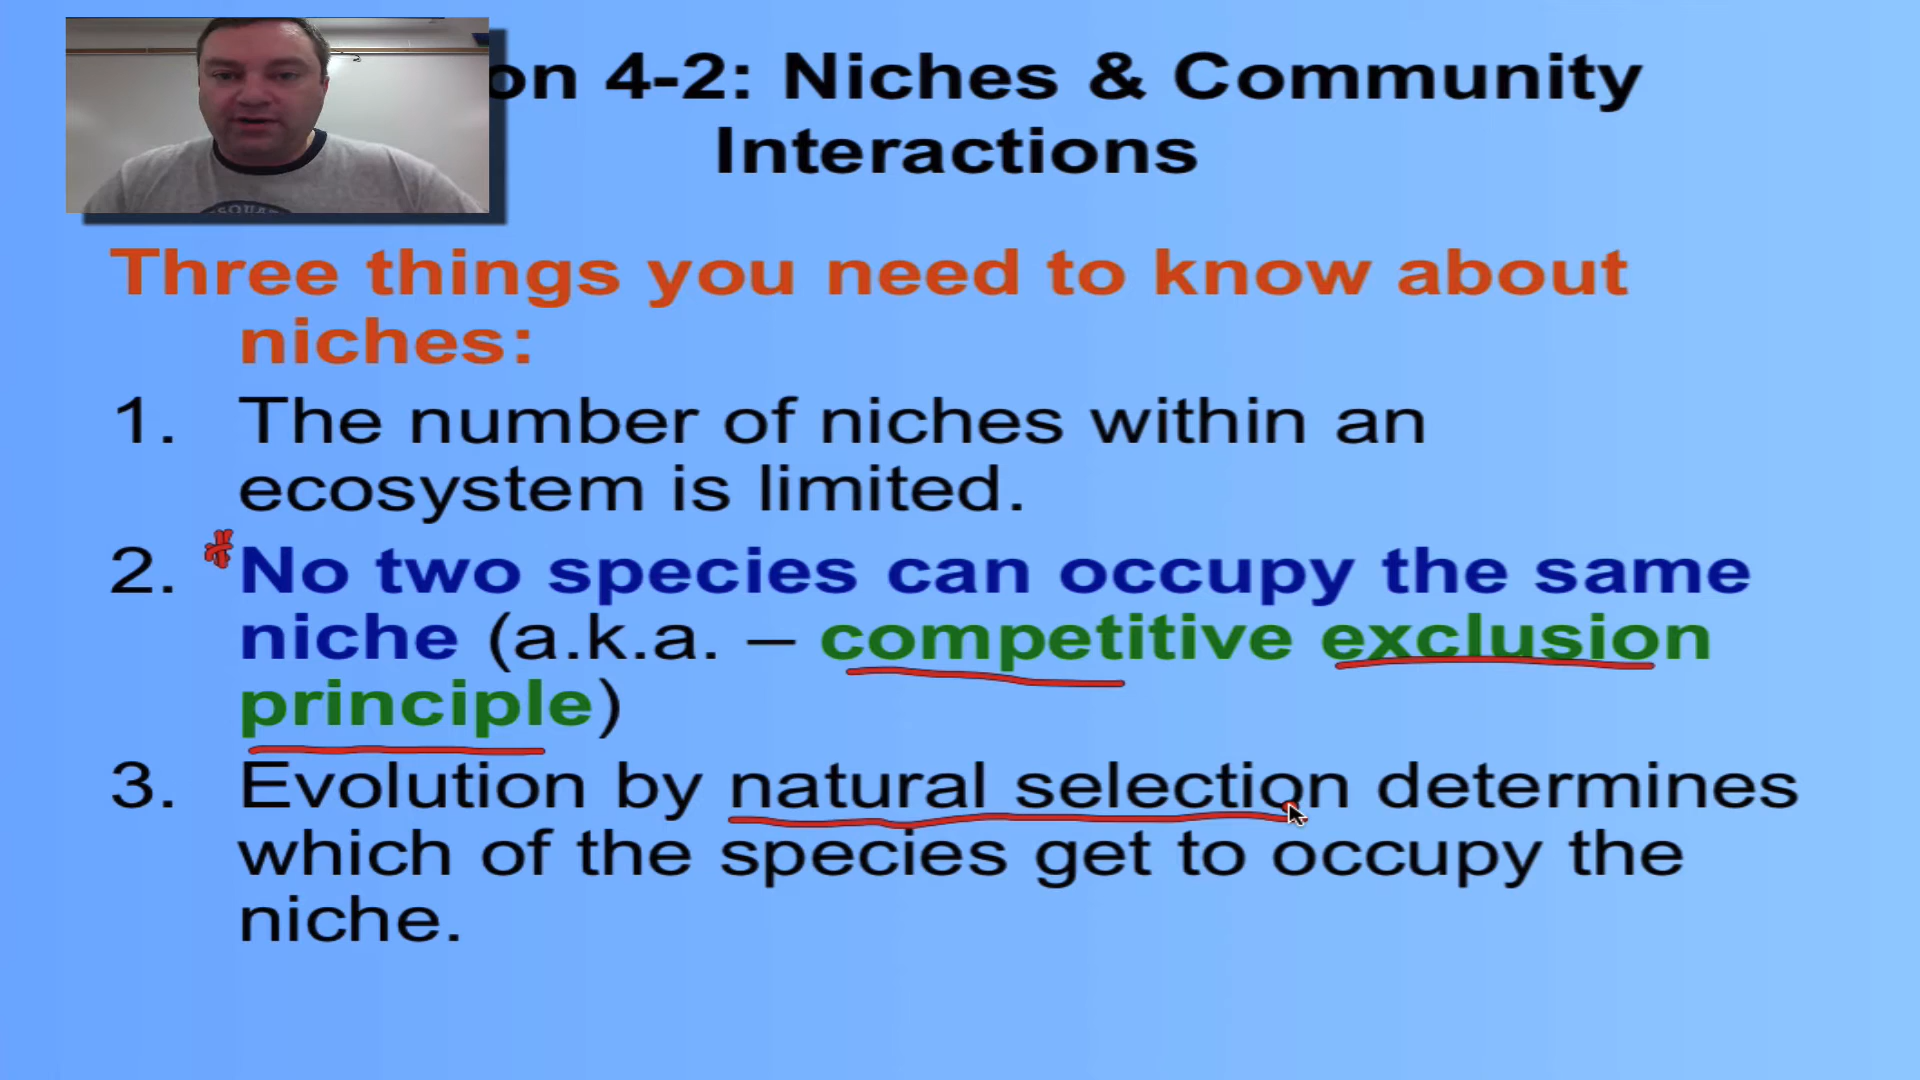 on 4-2: Niches & Community
Interactions
Three things you need to know about
niches:
1. The number of niches within an
ecosystem is limited.
2. *No two species can occupy the same
niche (a.k.a. – competitive exclusion
principle)
3. Evolution by natural selection determines
which of the species get to occupy the
niche.